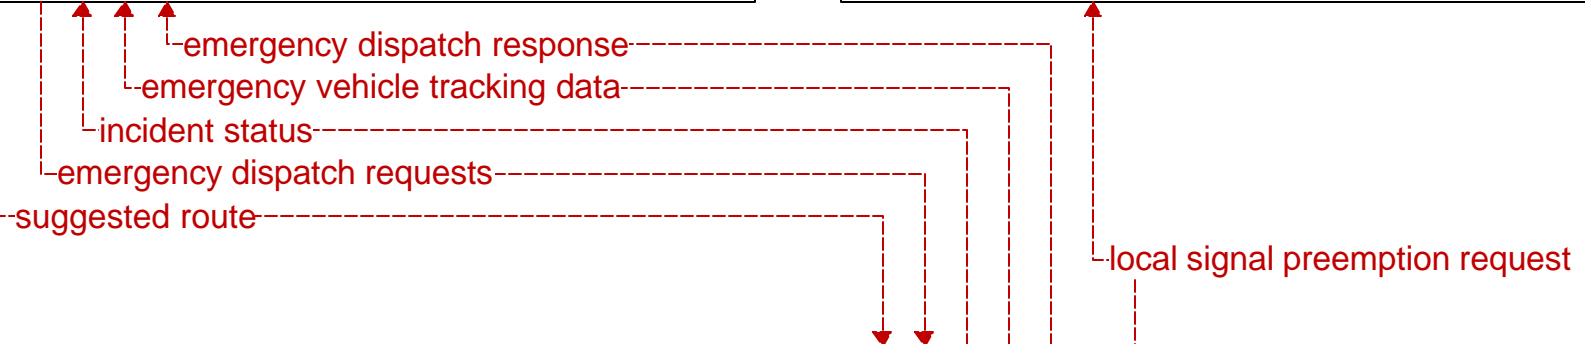 emergency dispatch response
emergency vehicle tracking data
incident status
emergency dispatch requests
suggested route
local signal preemption request